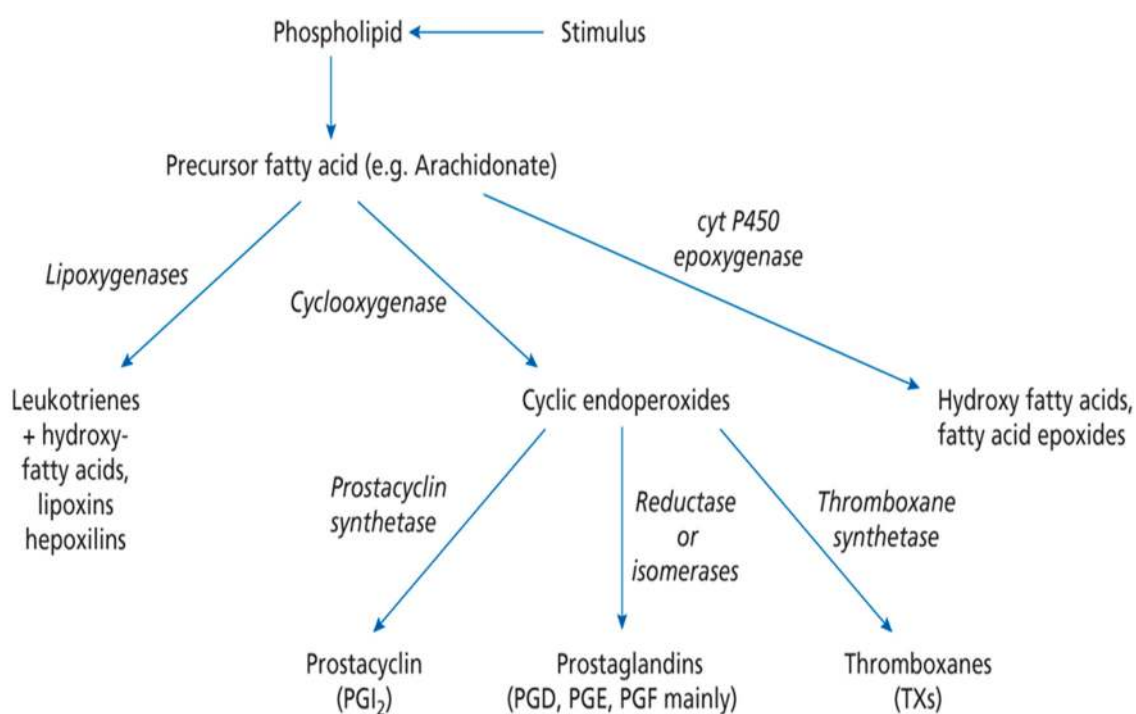 Phospholipid
Stimulus
Precursor fatty acid (e.g. Arachidonate)
Lipoxygenases
Cyclooxygenase
cyt P450
epoxygenase
Leukotrienes
+ hydroxy-
fatty acids,
lipoxins
hepoxilins
Cyclic endoperoxides
Hydroxy fatty acids,
fatty acid epoxides
Prostacyclin
synthetase
Reductase
or
isomerases
Thromboxane
synthetase
Prostacyclin
(PGI₂)
Prostaglandins
(PGD, PGE, PGF mainly)
Thromboxanes
(TXs)